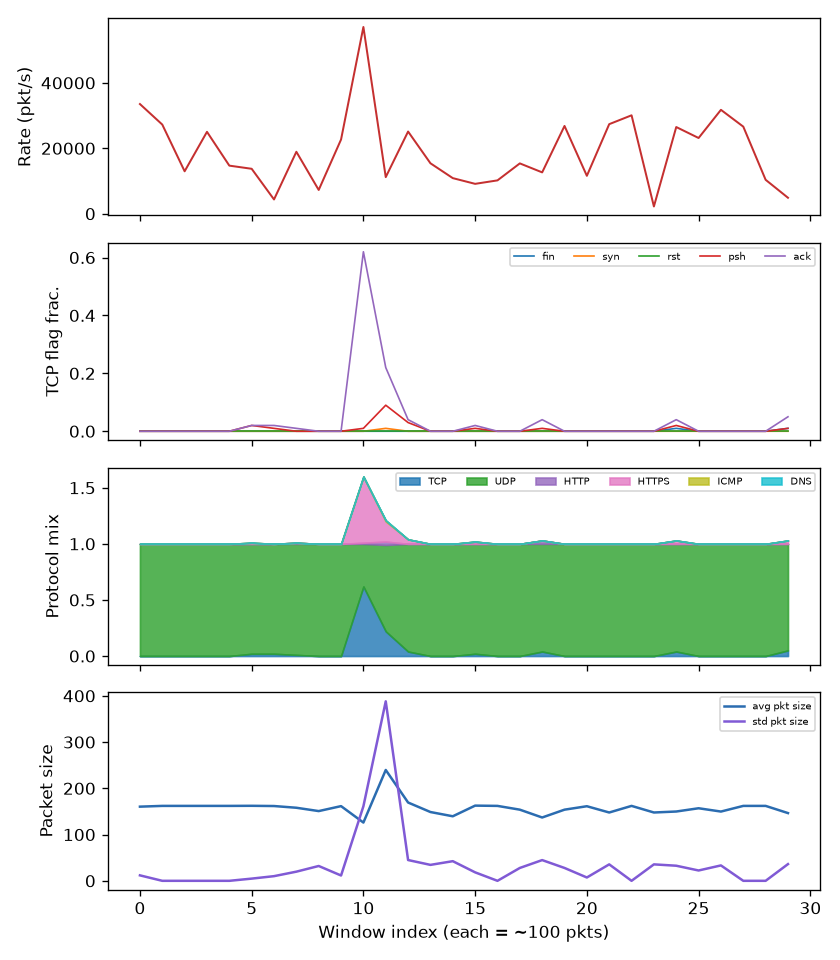 40000
20000
0
Rate (pkt/s)
fin syn rst psh ack
0.6
0.4
0.2
0.0
TCP flag frac.
TCP UDP HTTP HTTPS ICMP DNS
1.5
1.0
0.5
0.0
Protocol mix
avg pkt size
std pkt size
400
300
200
100
0
Packet size
0 5 10 15 20 25 30
Window index (each = ~100 pkts)